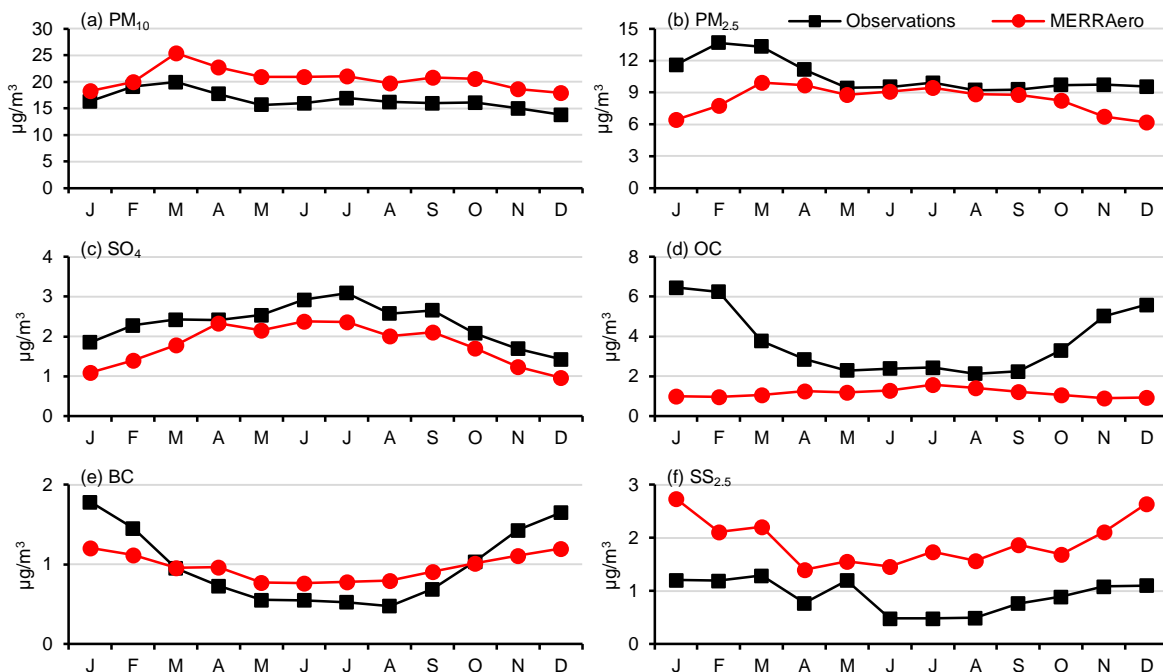 (a) PM₁₀
(b) PM₂.₅
Observations
MERRAero
30
25
20
15
10
5
0
µg/m³
J F M A M J J A S O N D
15
12
9
6
3
0
µg/m³
J F M A M J J A S O N D
(c) SO₄
4
3
2
1
0
µg/m³
J F M A M J J A S O N D
(d) OC
8
6
4
2
0
µg/m³
J F M A M J J A S O N D
(e) BC
2
1
0
µg/m³
J F M A M J J A S O N D
(f) SS₂.₅
3
2
1
0
µg/m³
J F M A M J J A S O N D